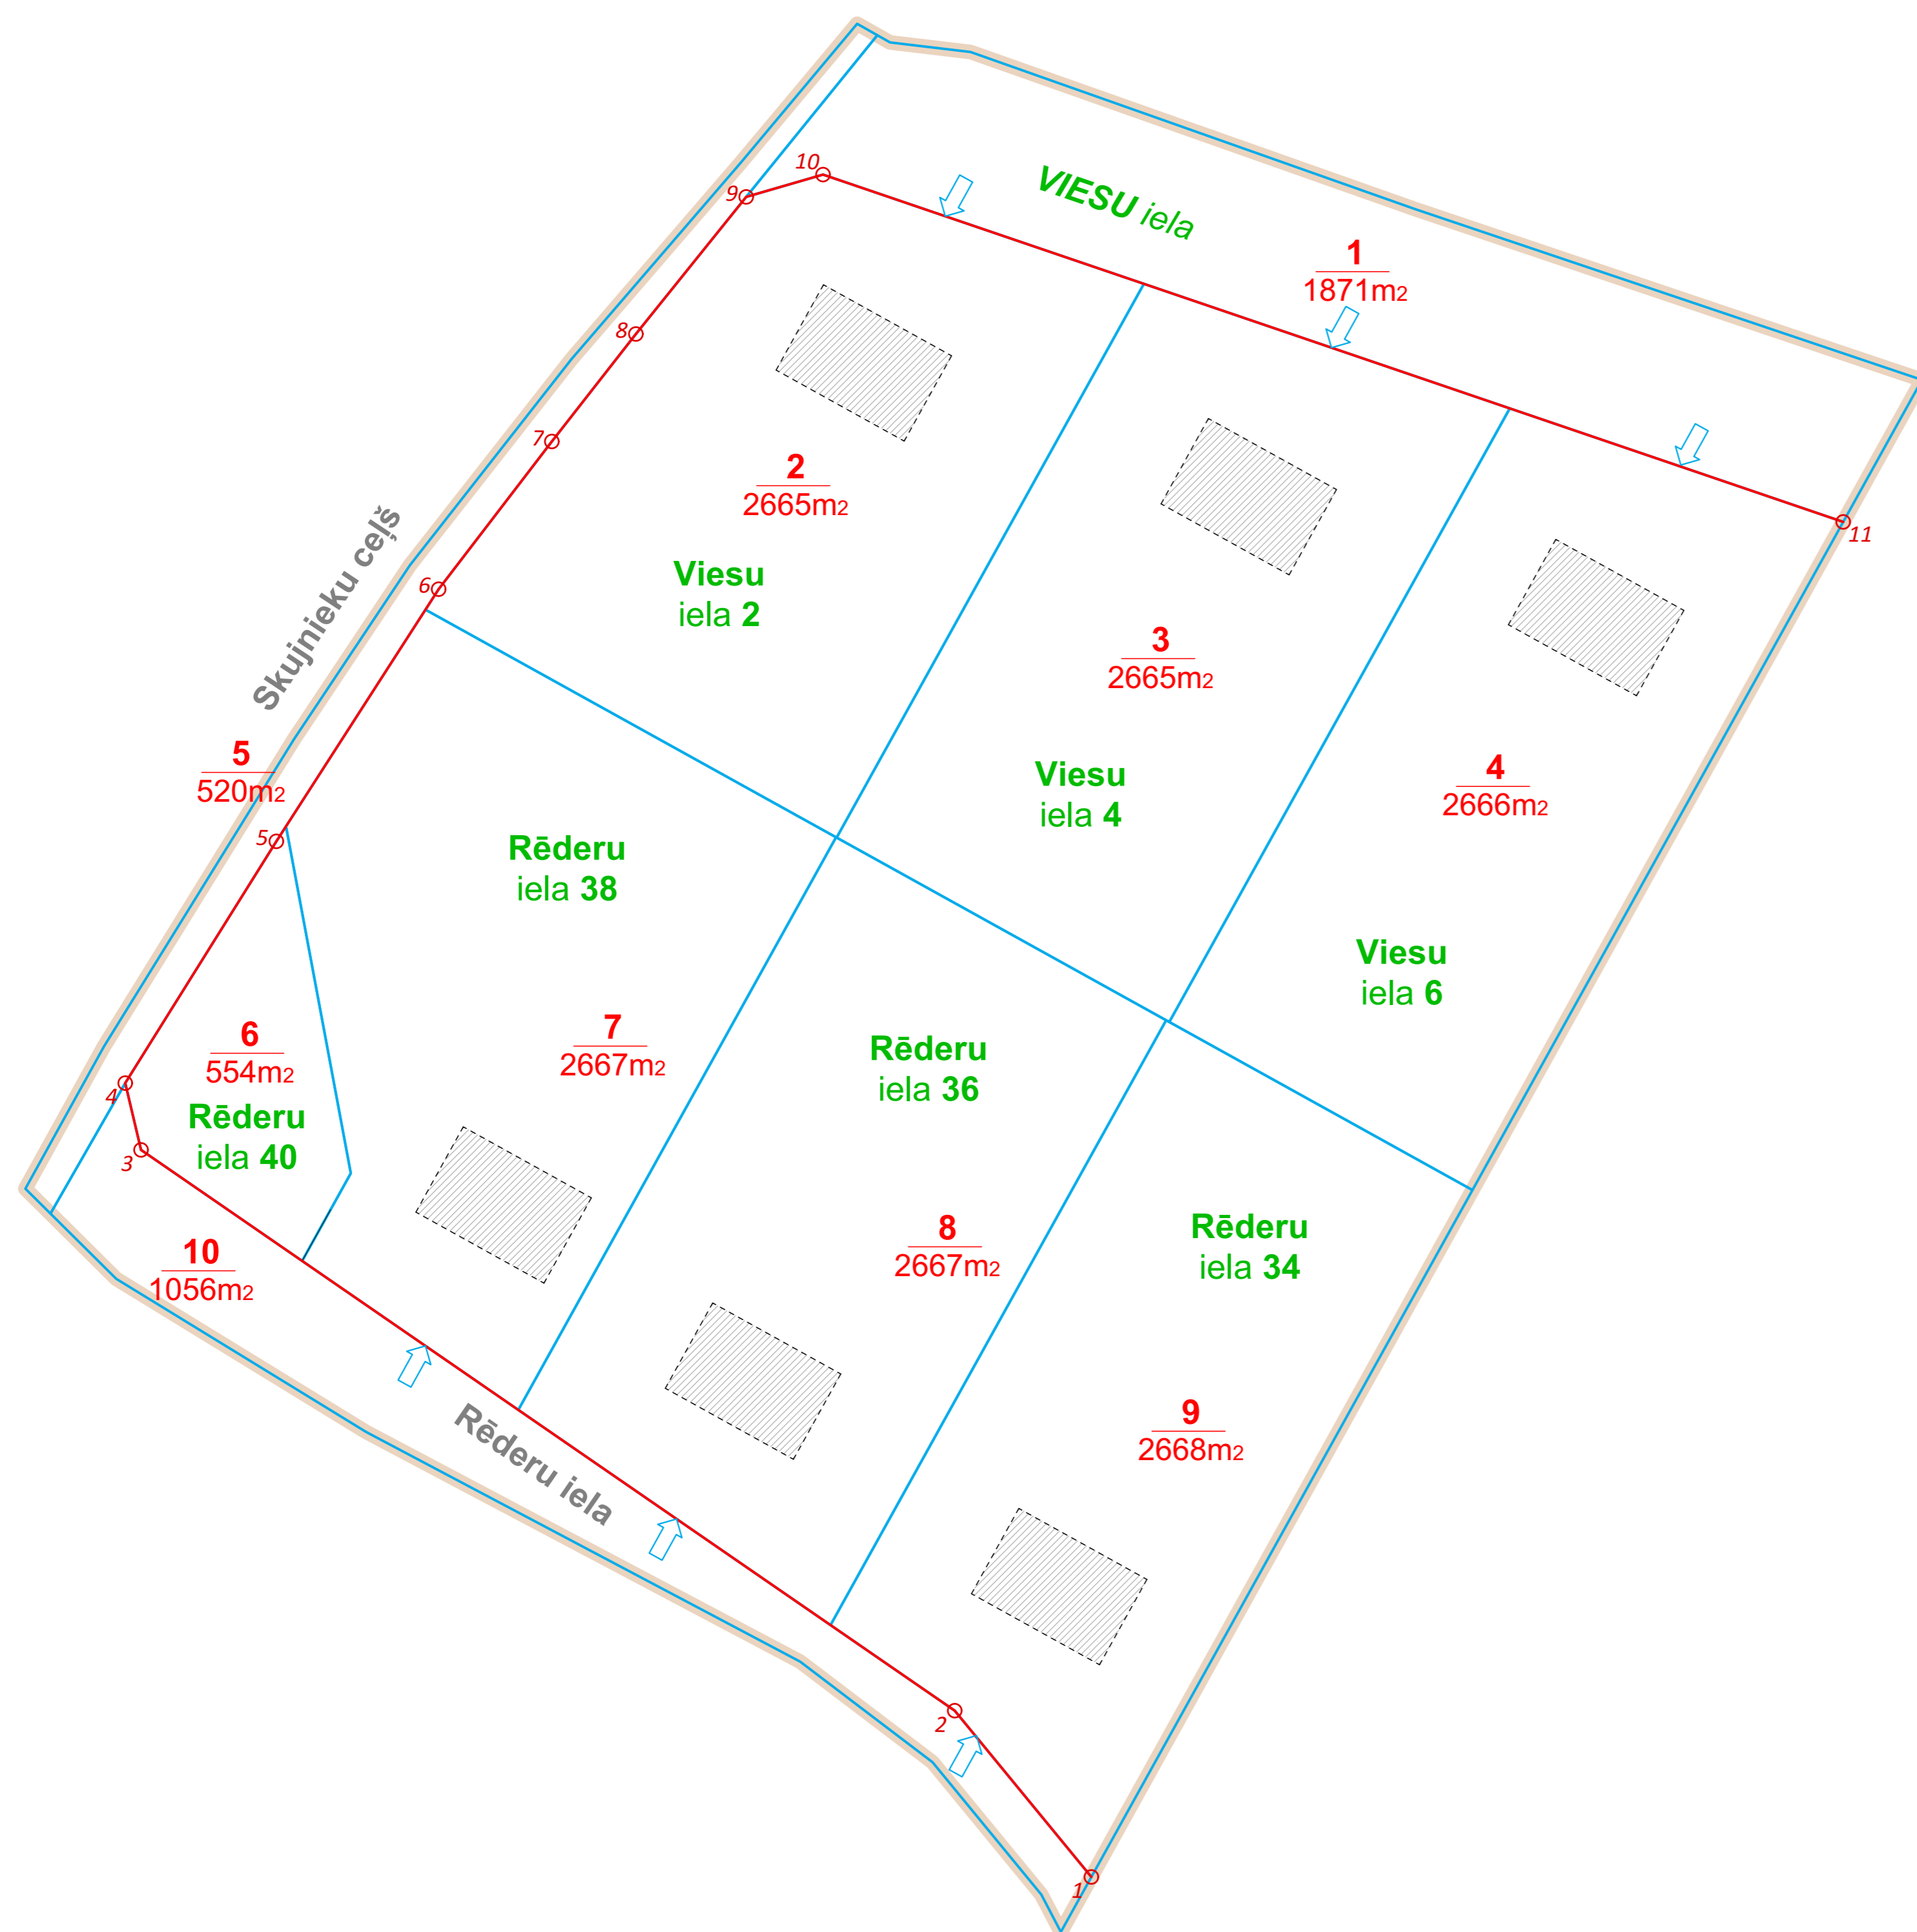 10
9
VIESU iela
1
1871m2
8
7
2
2665m2
11
Skujnieku ceļš
6
Viesu
iela 2
3
2665m2
5
520m2
Viesu
iela 4
4
2666m2
5
Rēderu
iela 38
Viesu
iela 6
6
554m2
7
2667m2
Rēderu
iela 36
4
Rēderu
iela 40
3
8
2667m2
Rēderu
iela 34
10
1056m2
Rēderu iela
9
2668m2
2
1